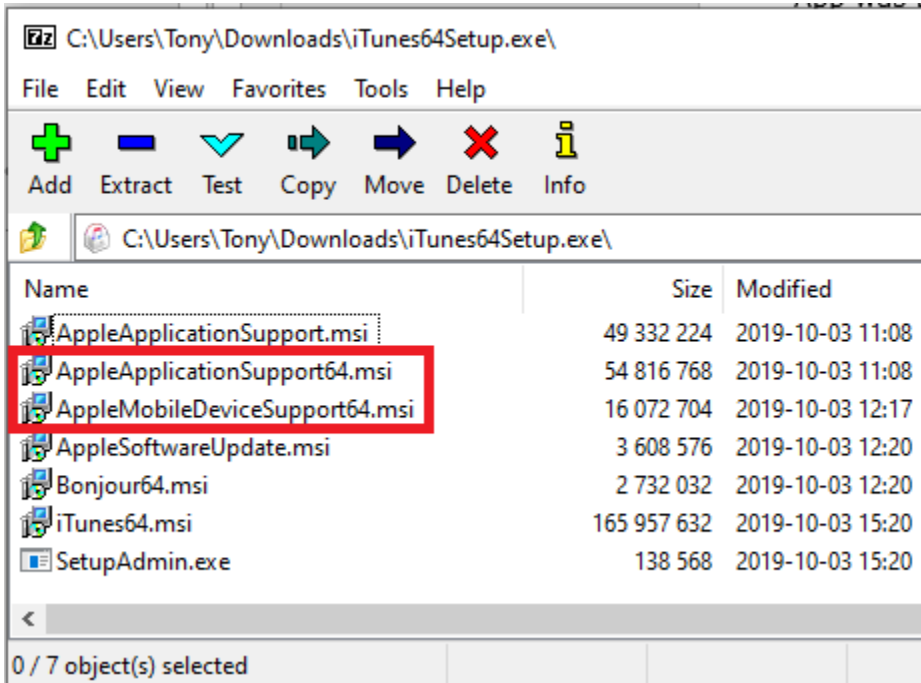 7z C:\Users\Tony\Downloads\iTunes64Setup.exe\
File Edit View Favorites Tools Help
Add Extract Test Copy Move Delete Info
C:\Users\Tony\Downloads\iTunes64Setup.exe\
Name Size Modified
AppleApplicationSupport.msi 49 332 224 2019-10-03 11:08
AppleApplicationSupport64.msi 54 816 768 2019-10-03 11:08
AppleMobileDeviceSupport64.msi 16 072 704 2019-10-03 12:17
AppleSoftwareUpdate.msi 3 608 576 2019-10-03 12:20
Bonjour64.msi 2 732 032 2019-10-03 12:20
iTunes64.msi 165 957 632 2019-10-03 15:20
SetupAdmin.exe 138 568 2019-10-03 15:20
0 / 7 object(s) selected